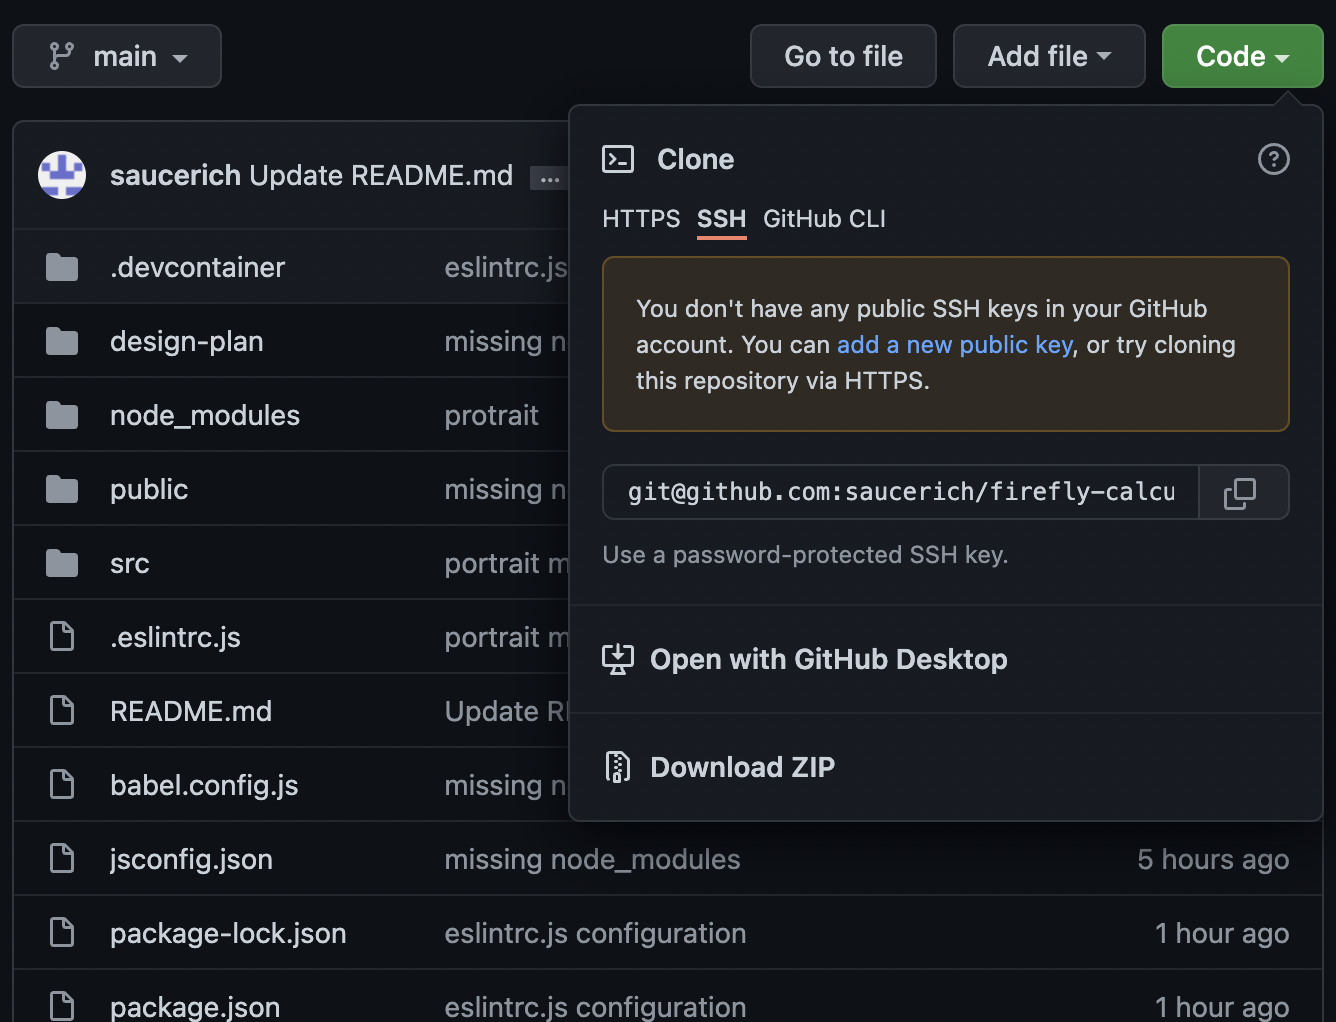 main
Go to file
Add file
Code
saucerich Update README.md ...
Clone
HTTPS SSH GitHub CLI
You don't have any public SSH keys in your GitHub
account. You can add a new public key, or try cloning
this repository via HTTPS.
git@github.com:saucerich/firefly-calcu
Use a password-protected SSH key.
Open with GitHub Desktop
Download ZIP
.devcontainer eslintrc.js
design-plan missing n
node_modules protrait
public missing n
src portrait m
.eslintrc.js portrait m
README.md Update R
babel.config.js missing n
jsconfig.json missing node_modules 5 hours ago
package-lock.json eslintrc.js configuration 1 hour ago
package.json eslintrc.js configuration 1 hour ago